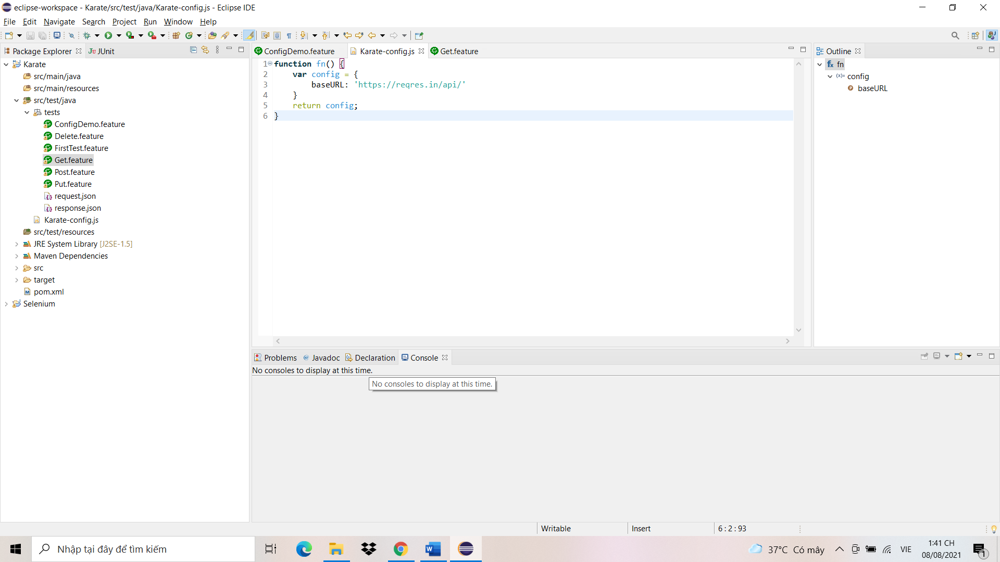 eclipse-workspace - Karate/src/test/java/Karate-config.js - Eclipse IDE
File Edit Navigate Search Project Run Window Help
Package Explorer
JUnit
ConfigDemo.feature
Karate-config.js
Get.feature
Outline
Karate
src/main/java
src/main/resources
src/test/java
tests
ConfigDemo.feature
Delete.feature
FirstTest.feature
Get.feature
Post.feature
Put.feature
request.json
response.json
Karate-config.js
src/test/resources
JRE System Library [J2SE-1.5]
Maven Dependencies
src
target
pom.xml
Selenium
1 function fn() {
2 var config = {
3 baseURL: 'https://reqres.in/api/'
4 }
5 return config;
6 }
fn
config
baseURL
Problems
@ Javadoc
Declaration
Console
No consoles to display at this time.
No consoles to display at this time.
Writable
Insert
6 : 2 : 93
Nhập tại đây để tìm kiếm
37°C Có mây
VIE
1:41 CH
08/08/2021
1